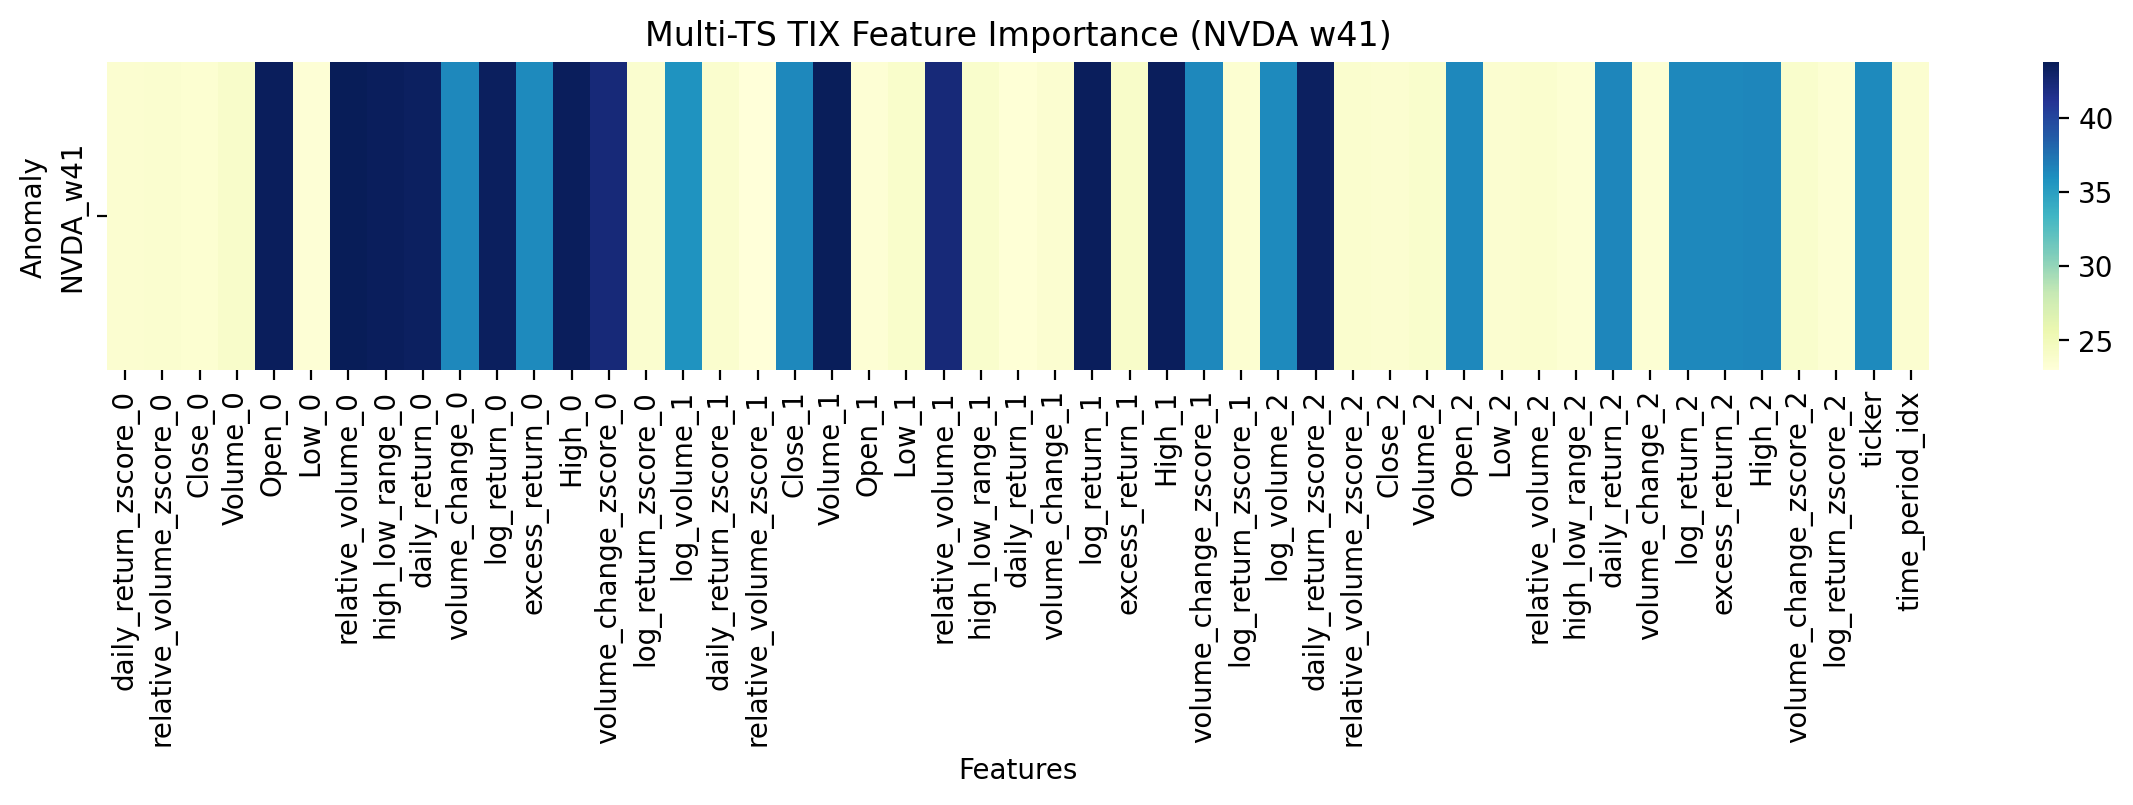 Multi-TS TIX Feature Importance (NVDA w41)
Anomaly
NVDA_w41
40
35
30
25
daily_return_zscore_0
relative_volume_zscore_0
Close_0
Volume_0
Open_0
Low_0
relative_volume_0
high_low_range_0
daily_return_0
volume_change_0
log_return_0
excess_return_0
High_0
volume_change_zscore_0
log_return_zscore_0
log_volume_1
daily_return_zscore_1
relative_volume_zscore_1
Close_1
Volume_1
Open_1
Low_1
relative_volume_1
high_low_range_1
daily_return_1
volume_change_1
log_return_1
excess_return_1
High_1
volume_change_zscore_1
log_return_zscore_1
log_volume_2
daily_return_zscore_2
relative_volume_zscore_2
Close_2
Volume_2
Open_2
Low_2
relative_volume_2
high_low_range_2
daily_return_2
volume_change_2
log_return_2
excess_return_2
High_2
volume_change_zscore_2
log_return_zscore_2
ticker
time_period_idx
Features